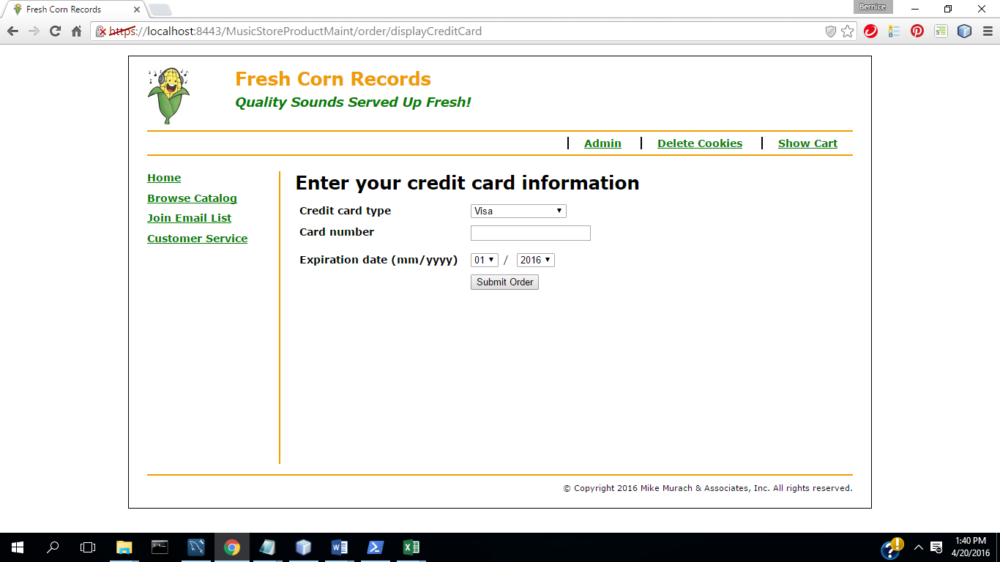 Fresh Corn Records
Bernice
https://localhost:8443/MusicStoreProductMaint/order/displayCreditCard
Fresh Corn Records
Quality Sounds Served Up Fresh!
Admin
Delete Cookies
Show Cart
Home
Browse Catalog
Join Email List
Customer Service
Enter your credit card information
Credit card type
Visa
Card number
Expiration date (mm/yyyy)
01
/
2016
Submit Order
© Copyright 2016 Mike Murach & Associates, Inc. All rights reserved.
1:40 PM
4/20/2016